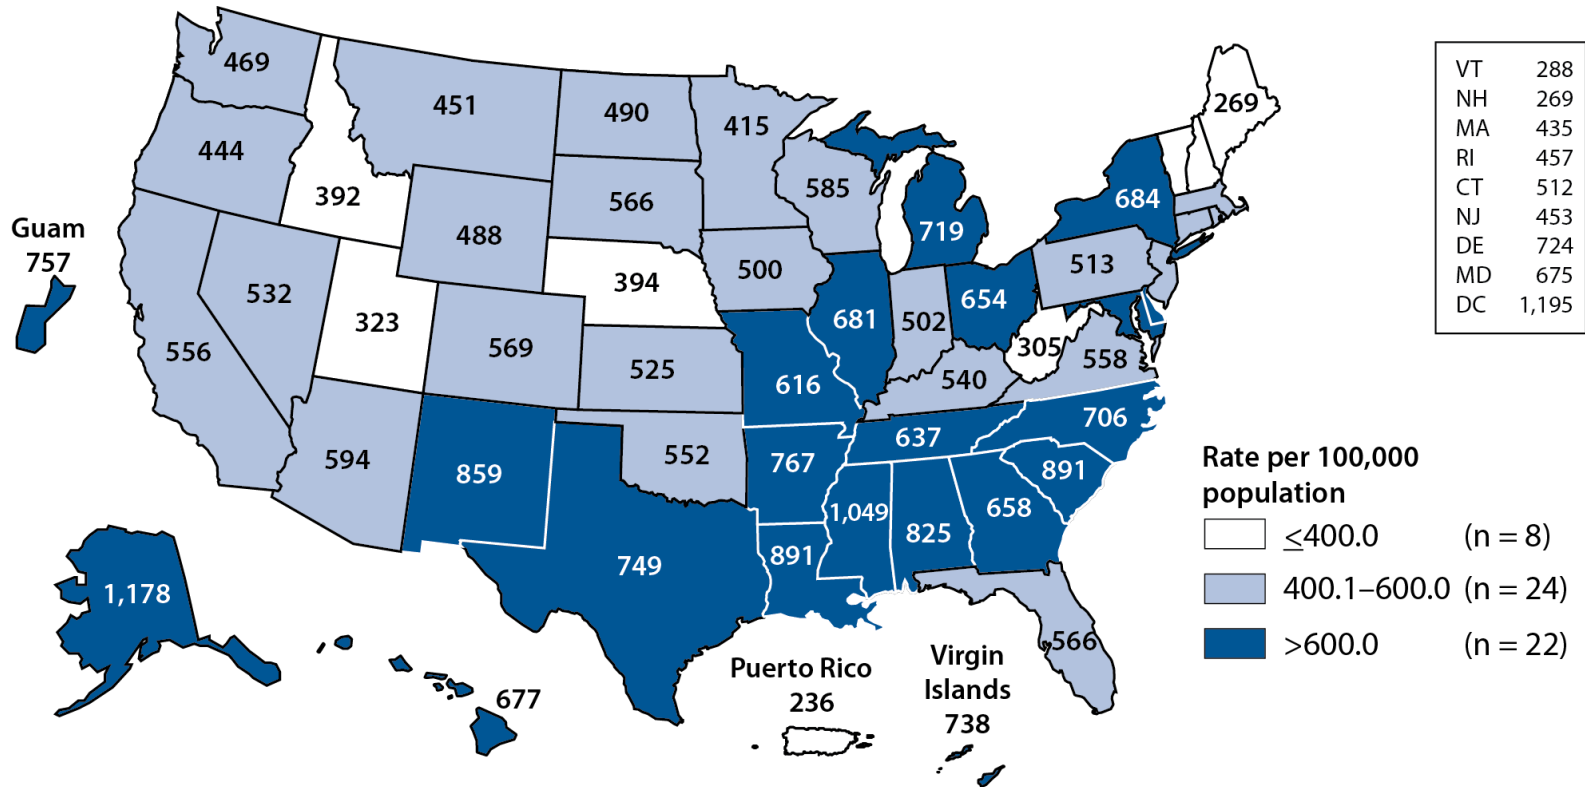 469
451
490
415
269
444
392
488
566
585
719
684
Guam
757
532
323
569
394
500
681
502
654
513
556
525
616
540
305
558
594
859
552
767
637
706
891
1,049
825
658
749
891
566
1,178
677
Puerto Rico
236
Virgin
Islands
738
VT 288
NH 269
MA 435
RI 457
CT 512
NJ 453
DE 724
MD 675
DC 1,195
Rate per 100,000
population
≤400.0 (n = 8)
400.1–600.0 (n = 24)
>600.0 (n = 22)